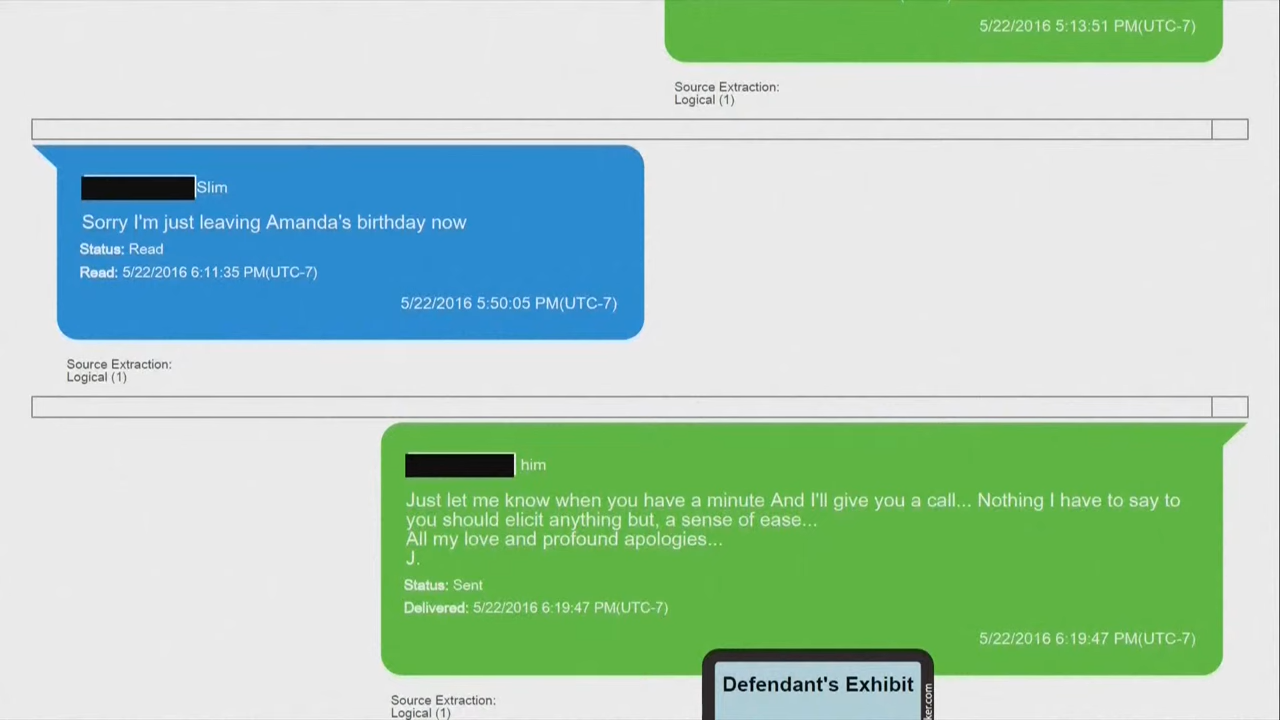 5/22/2016 5:13:51 PM(UTC-7)
Source Extraction:
Logical (1)
Slim
Sorry I'm just leaving Amanda's birthday now
Status: Read
Read: 5/22/2016 6:11:35 PM(UTC-7)
5/22/2016 5:50:05 PM(UTC-7)
Source Extraction:
Logical (1)
him
Just let me know when you have a minute And I'll give you a call... Nothing I have to say to
you should elicit anything but, a sense of ease...
All my love and profound apologies...
J.
Status: Sent
Delivered: 5/22/2016 6:19:47 PM(UTC-7)
5/22/2016 6:19:47 PM(UTC-7)
Source Extraction:
Logical (1)
Defendant's Exhibit
ker.com